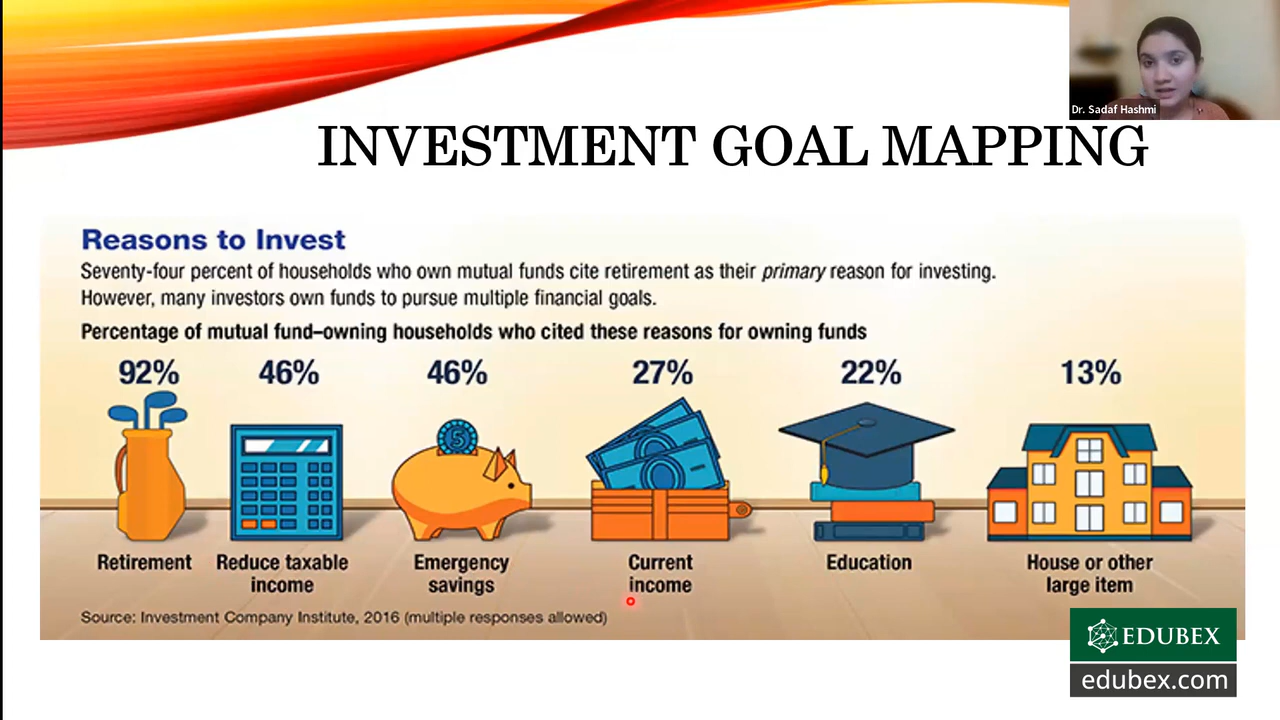 Dr. Sadaf Hashmi
INVESTMENT GOAL MAPPING
Reasons to Invest
Seventy-four percent of households who own mutual funds cite retirement as their primary reason for investing.
However, many investors own funds to pursue multiple financial goals.
Percentage of mutual fund–owning households who cited these reasons for owning funds
92% 46% 46% 27% 22% 13%
5
Retirement Reduce taxable income Emergency savings Current income Education House or other large item
Source: Investment Company Institute, 2016 (multiple responses allowed)
EDUBEX
edubex.com